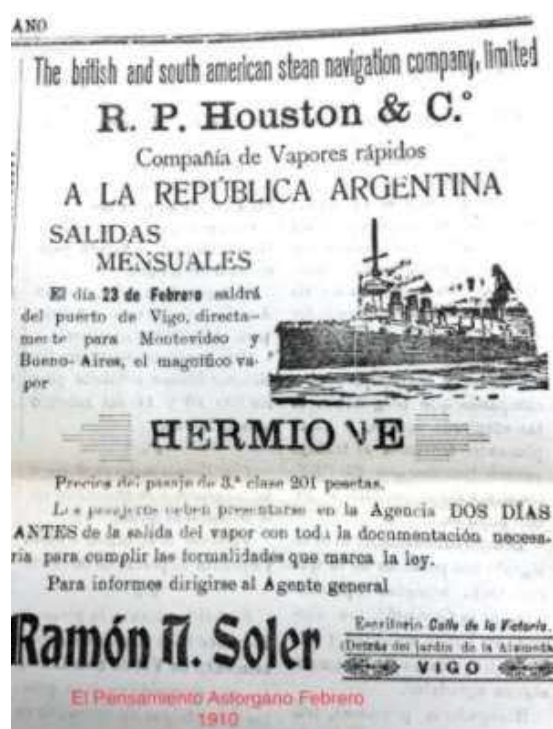 ANO
The british and south american stean navigation company, limited
R. P. Houston & C.º
Compañía de Vapores rápidos
A LA REPÚBLICA ARGENTINA
SALIDAS
MENSUALES
El día 23 de Febrero saldrá
del puerto de Vigo, directa-
mente para Montevideo y
Bueno-Aires, el magnífico va-
por
HERMIONE
Precios del pasaje de 3.ª clase 201 pesetas.
Los pasajeros deben presentarse en la Agencia DOS DÍAS
ANTES de la salida del vapor con toda la documentación necesa-
ria para cumplir las formalidades que marca la ley.
Para informes dirigirse al Agente general
Ramón N. Soler
Escritorio Calle de la Victoria.
(Detrás del jardín de la Alameda
VIGO
El Pensamiento Astorgano Febrero
1910